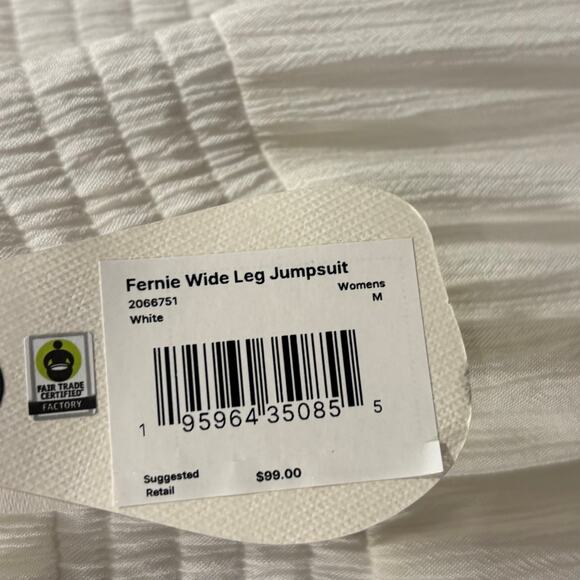 Fernie Wide Leg Jumpsuit
2066751
Womens
White
M
1 95964 35085 5
Suggested
Retail
$99.00
FAIR TRADE
CERTIFIED
FACTORY